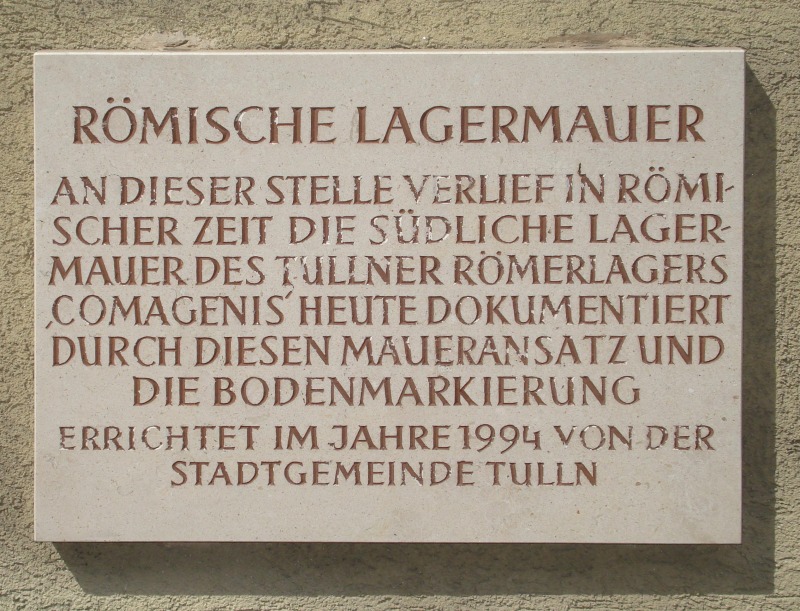 RÖMISCHE LAGERMAUER
AN DIESER STELLE VERLIEF IN RÖMI-
SCHER ZEIT DIE SÜDLICHE LAGER-
MAUER DES TULLNER RÖMERLAGERS
‚COMAGENIS‘ HEUTE DOKUMENTIERT
DURCH DIESEN MAUERANSATZ UND
DIE BODENMARKIERUNG
ERRICHTET IM JAHRE 1994 VON DER
STADTGEMEINDE TULLN